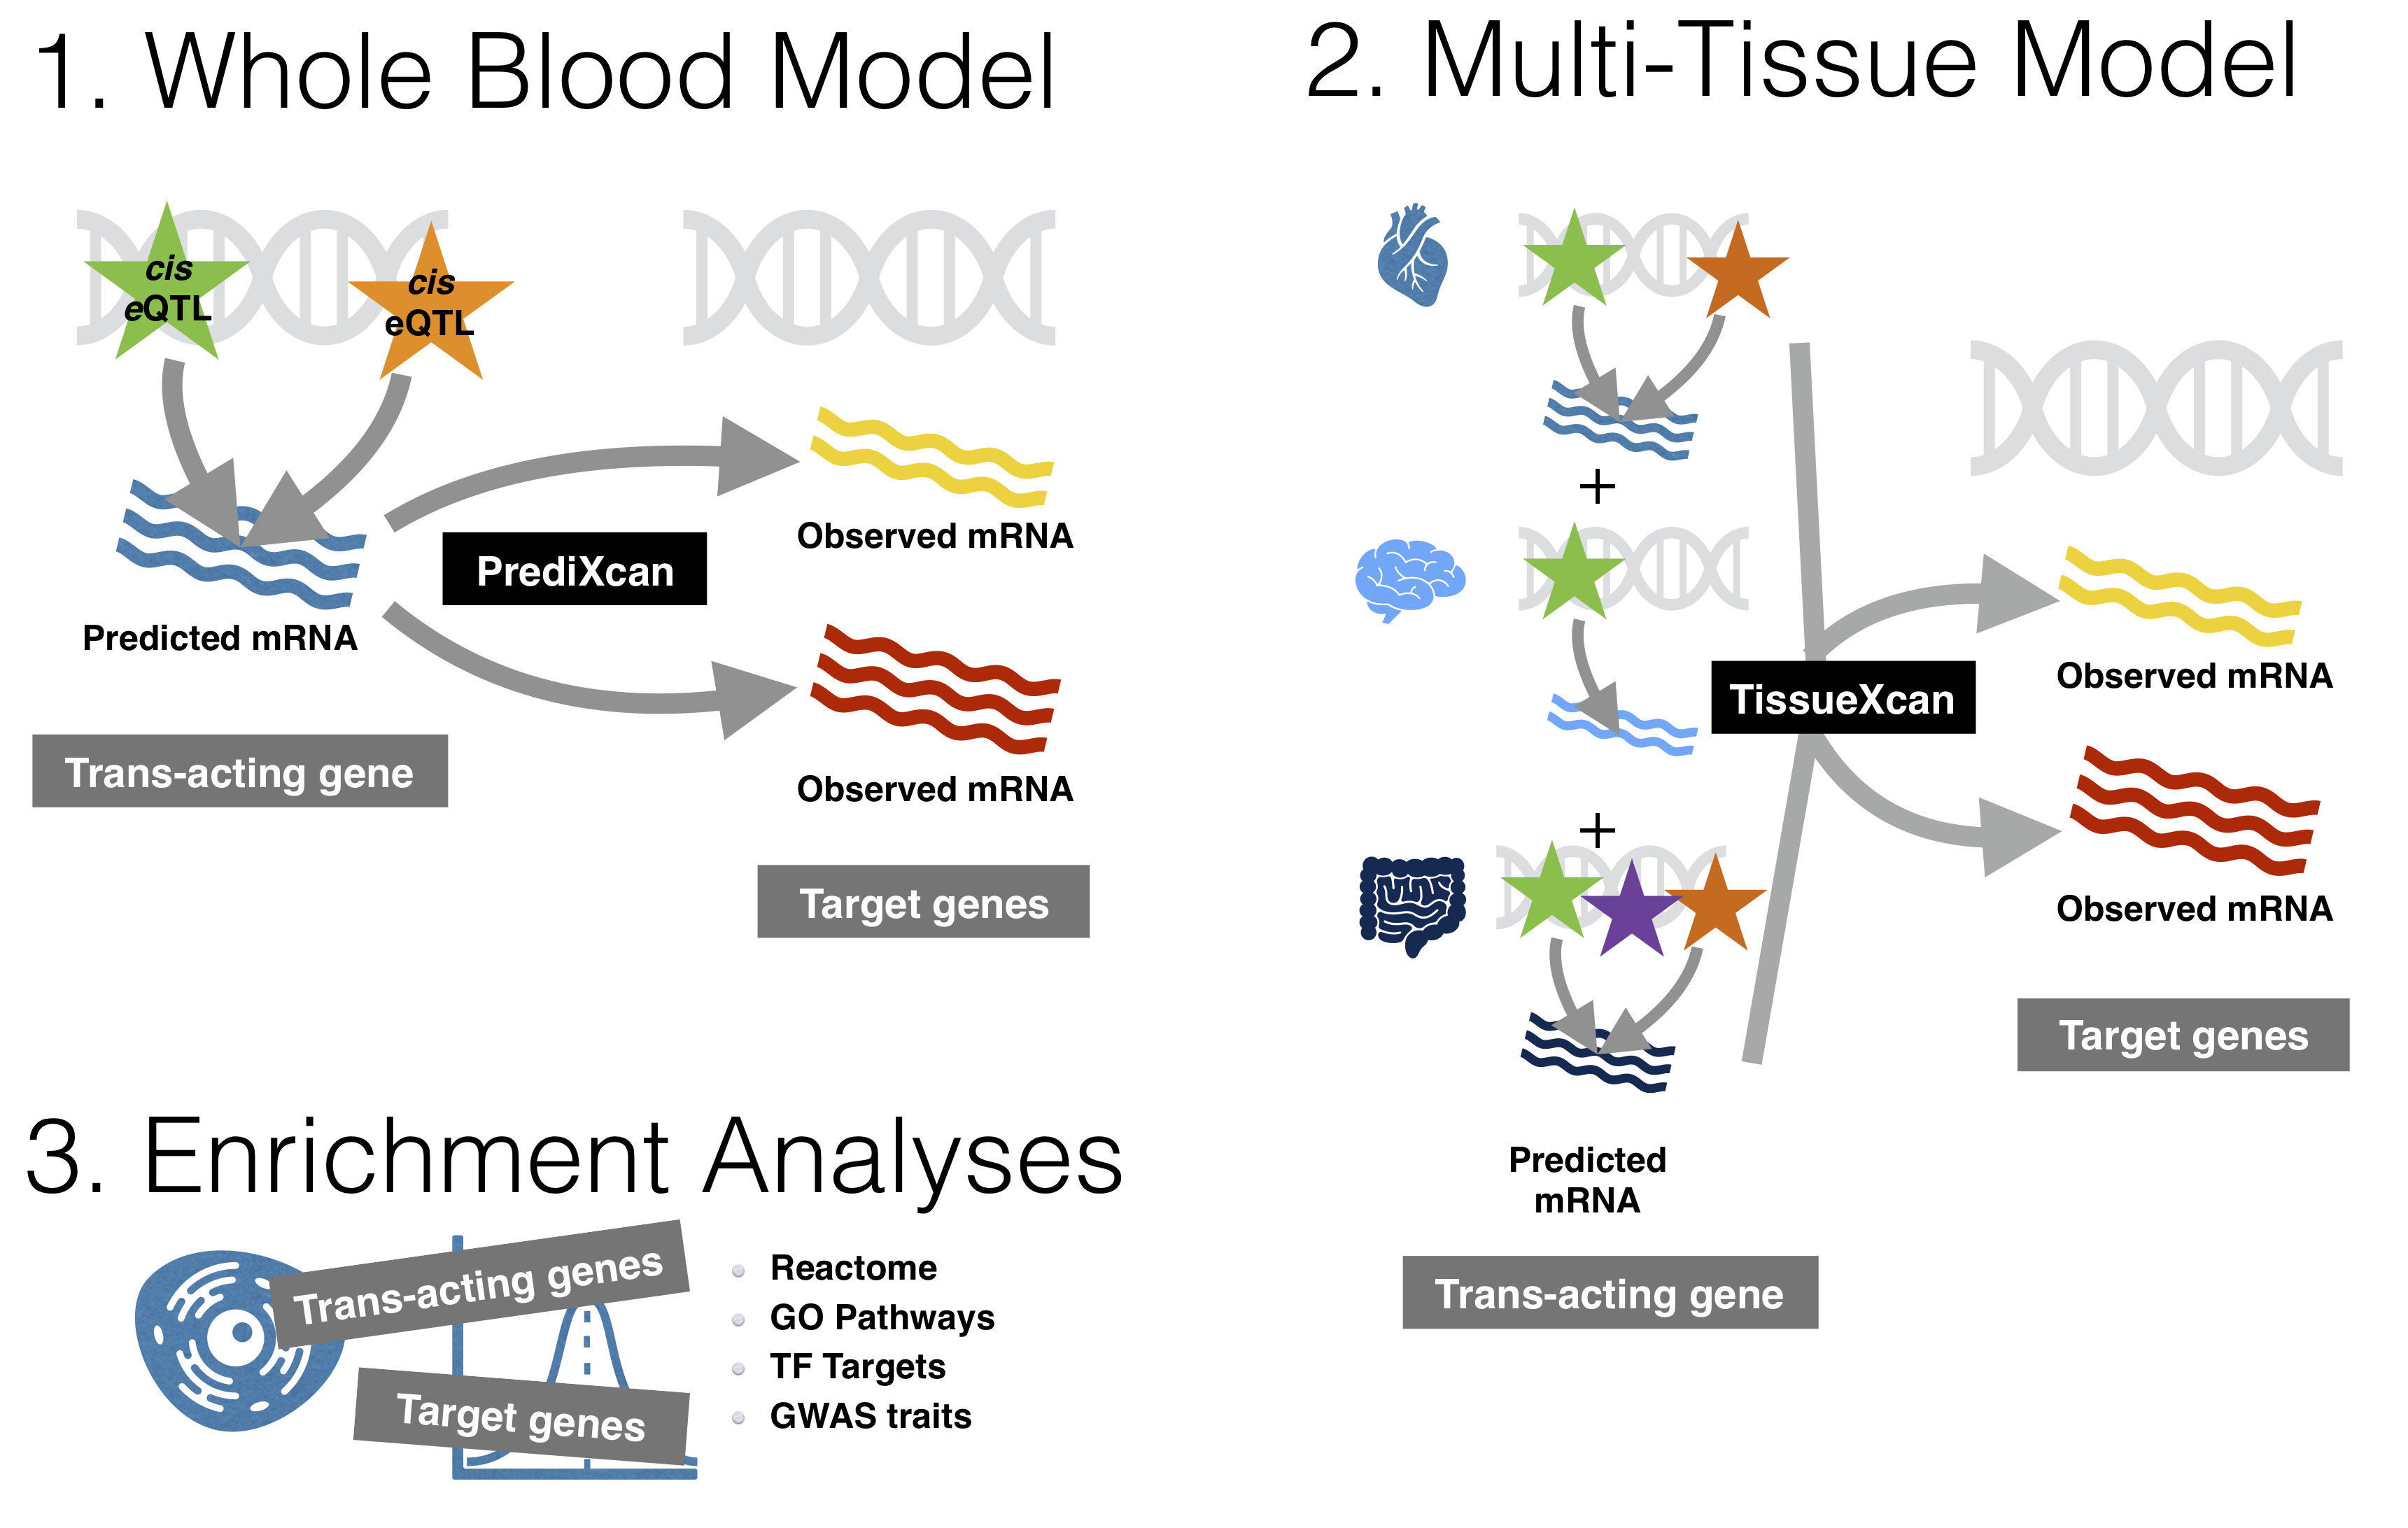 1. Whole Blood Model
cis
eQTL
cis
eQTL
Predicted mRNA
PrediXcan
Observed mRNA
Observed mRNA
Trans-acting gene
Target genes
2. Multi-Tissue Model
+
+
TissueXcan
Observed mRNA
Observed mRNA
Target genes
Predicted
mRNA
Trans-acting gene
3. Enrichment Analyses
Trans-acting genes
Target genes
Reactome
GO Pathways
TF Targets
GWAS traits